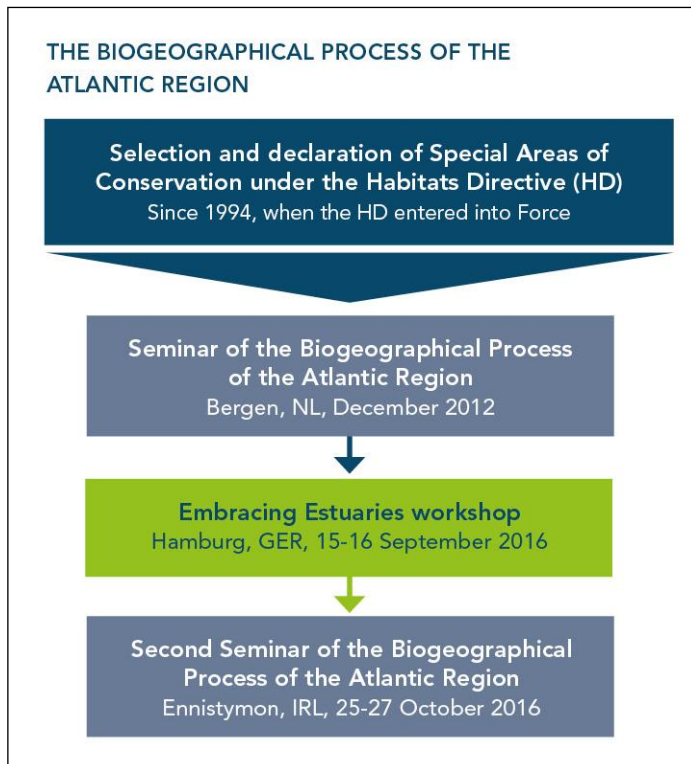 THE BIOGEOGRAPHICAL PROCESS OF THE
ATLANTIC REGION
Selection and declaration of Special Areas of
Conservation under the Habitats Directive (HD)
Since 1994, when the HD entered into Force
Seminar of the Biogeographical Process
of the Atlantic Region
Bergen, NL, December 2012
Embracing Estuaries workshop
Hamburg, GER, 15-16 September 2016
Second Seminar of the Biogeographical
Process of the Atlantic Region
Ennistymon, IRL, 25-27 October 2016